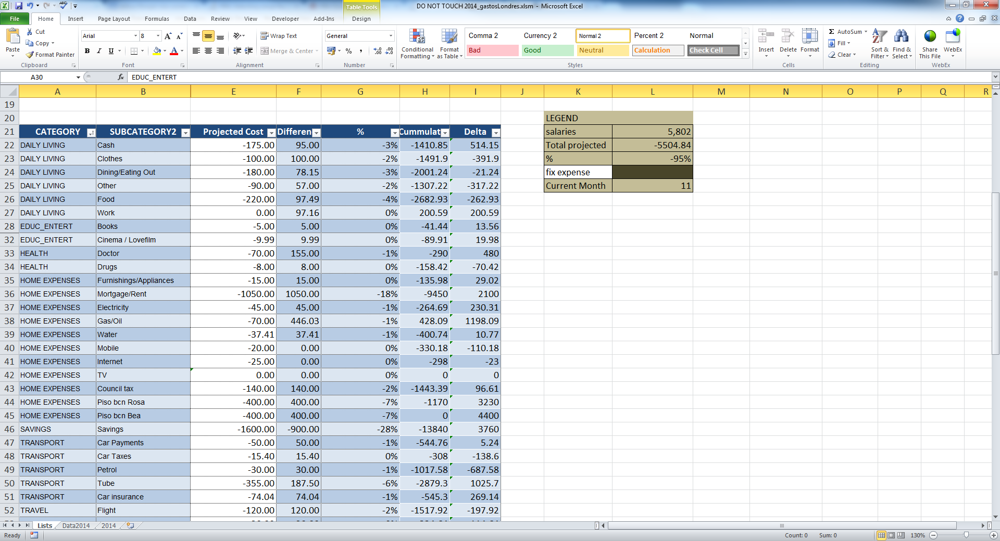 DO NOT TOUCH 2014_gastosLondres.xlsm - Microsoft Excel
Table Tools
File Home Insert Page Layout Formulas Data Review View Developer Add-Ins Design
Paste Cut Copy Format Painter
Arial 8
B I U
Wrap Text
Merge & Center
General
Conditional Formatting Format as Table
Comma 2 Currency 2 Normal 2 Percent 2 Normal
Bad Good Neutral Calculation Check Cell
Insert Delete Format
AutoSum Fill Clear
Sort & Filter Find & Select
Share This File WebEx
Clipboard Font Alignment Number Styles Cells Editing WebEx
A30 fx EDUC_ENTERT
A B E F G H I J K L M N O P Q R
19
20 LEGEND
21 CATEGORY SUBCATEGORY2 Projected Cost Differen % Cummulat Delta salaries 5,802
22 DAILY LIVING Cash -175.00 95.00 -3% -1410.85 514.15 Total projected -5504.84
23 DAILY LIVING Clothes -100.00 100.00 -2% -1491.9 -391.9 % -95%
24 DAILY LIVING Dining/Eating Out -180.00 78.15 -3% -2001.24 -21.24 fix expense
25 DAILY LIVING Other -90.00 57.00 -2% -1307.22 -317.22 Current Month 11
26 DAILY LIVING Food -220.00 97.49 -4% -2682.93 -262.93
27 DAILY LIVING Work 0.00 97.16 0% 200.59 200.59
28 EDUC_ENTERT Books -5.00 5.00 0% -41.44 13.56
32 EDUC_ENTERT Cinema / Lovefilm -9.99 9.99 0% -89.91 19.98
33 HEALTH Doctor -70.00 155.00 -1% -290 480
34 HEALTH Drugs -8.00 8.00 0% -158.42 -70.42
35 HOME EXPENSES Furnishings/Appliances -15.00 15.00 0% -135.98 29.02
36 HOME EXPENSES Mortgage/Rent -1050.00 1050.00 -18% -9450 2100
37 HOME EXPENSES Electricity -45.00 45.00 -1% -264.69 230.31
38 HOME EXPENSES Gas/Oil -70.00 446.03 -1% 428.09 1198.09
39 HOME EXPENSES Water -37.41 37.41 -1% -400.74 10.77
40 HOME EXPENSES Mobile -20.00 0.00 0% -330.18 -110.18
41 HOME EXPENSES Internet -25.00 0.00 0% -298 -23
42 HOME EXPENSES TV 0.00 0.00 0% 0 0
43 HOME EXPENSES Council tax -140.00 140.00 -2% -1443.39 96.61
44 HOME EXPENSES Piso bcn Rosa -400.00 400.00 -7% -1170 3230
45 HOME EXPENSES Piso bcn Bea -400.00 400.00 -7% 0 4400
46 SAVINGS Savings -1600.00 -900.00 -28% -13840 3760
47 TRANSPORT Car Payments -50.00 50.00 -1% -544.76 5.24
48 TRANSPORT Car Taxes -15.40 15.40 0% -308 -138.6
49 TRANSPORT Petrol -30.00 30.00 -1% -1017.58 -687.58
50 TRANSPORT Tube -355.00 187.50 -6% -2879.3 1025.7
51 TRANSPORT Car insurance -74.04 74.04 -1% -545.3 269.14
52 TRAVEL Flight -120.00 120.00 -2% -1517.92 -197.92
Lists Data2014 2014
Ready Count: 0 Sum: 0 130%